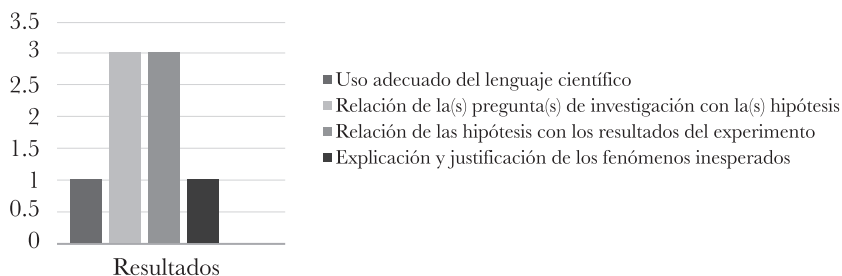 3.5
3
2.5
2
1.5
1
0.5
0
Resultados
Uso adecuado del lenguaje científico
Relación de la(s) pregunta(s) de investigación con la(s) hipótesis
Relación de las hipótesis con los resultados del experimento
Explicación y justificación de los fenómenos inesperados